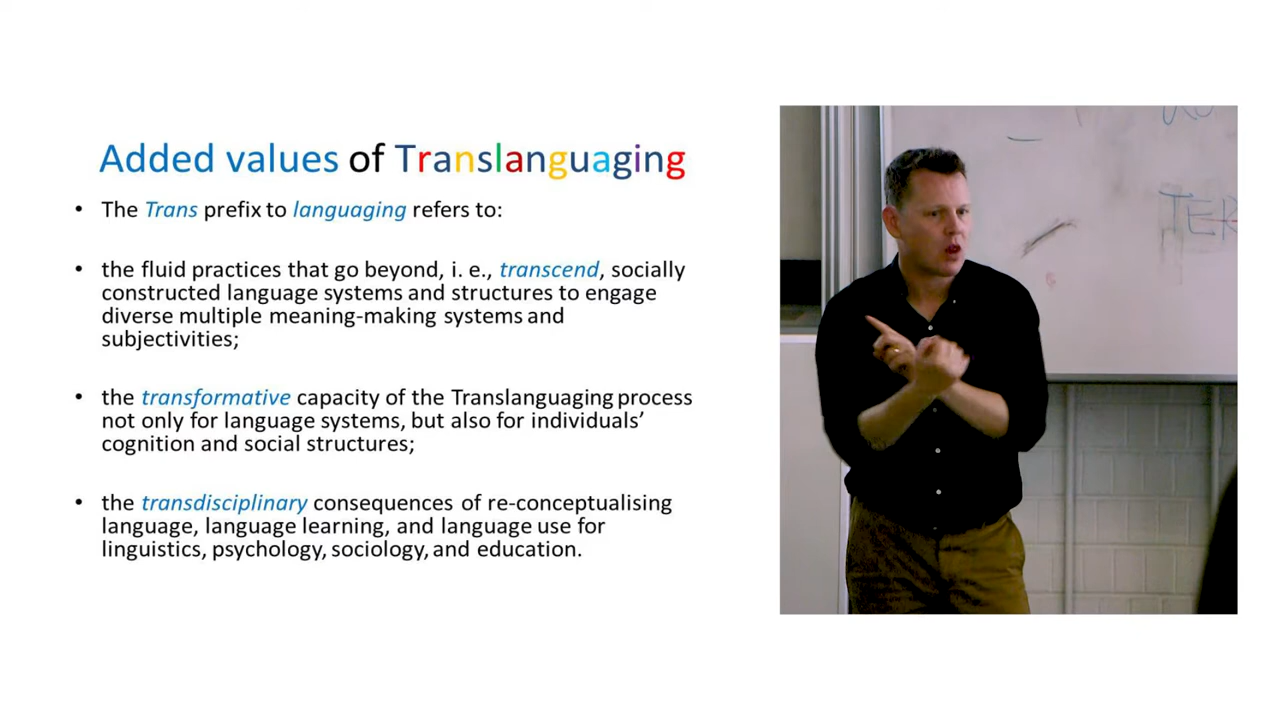 Added values of Translanguaging
• The Trans prefix to languaging refers to:
• the fluid practices that go beyond, i. e., transcend, socially
constructed language systems and structures to engage
diverse multiple meaning-making systems and
subjectivities;
• the transformative capacity of the Translanguaging process
not only for language systems, but also for individuals’
cognition and social structures;
• the transdisciplinary consequences of re-conceptualising
language, language learning, and language use for
linguistics, psychology, sociology, and education.
TER